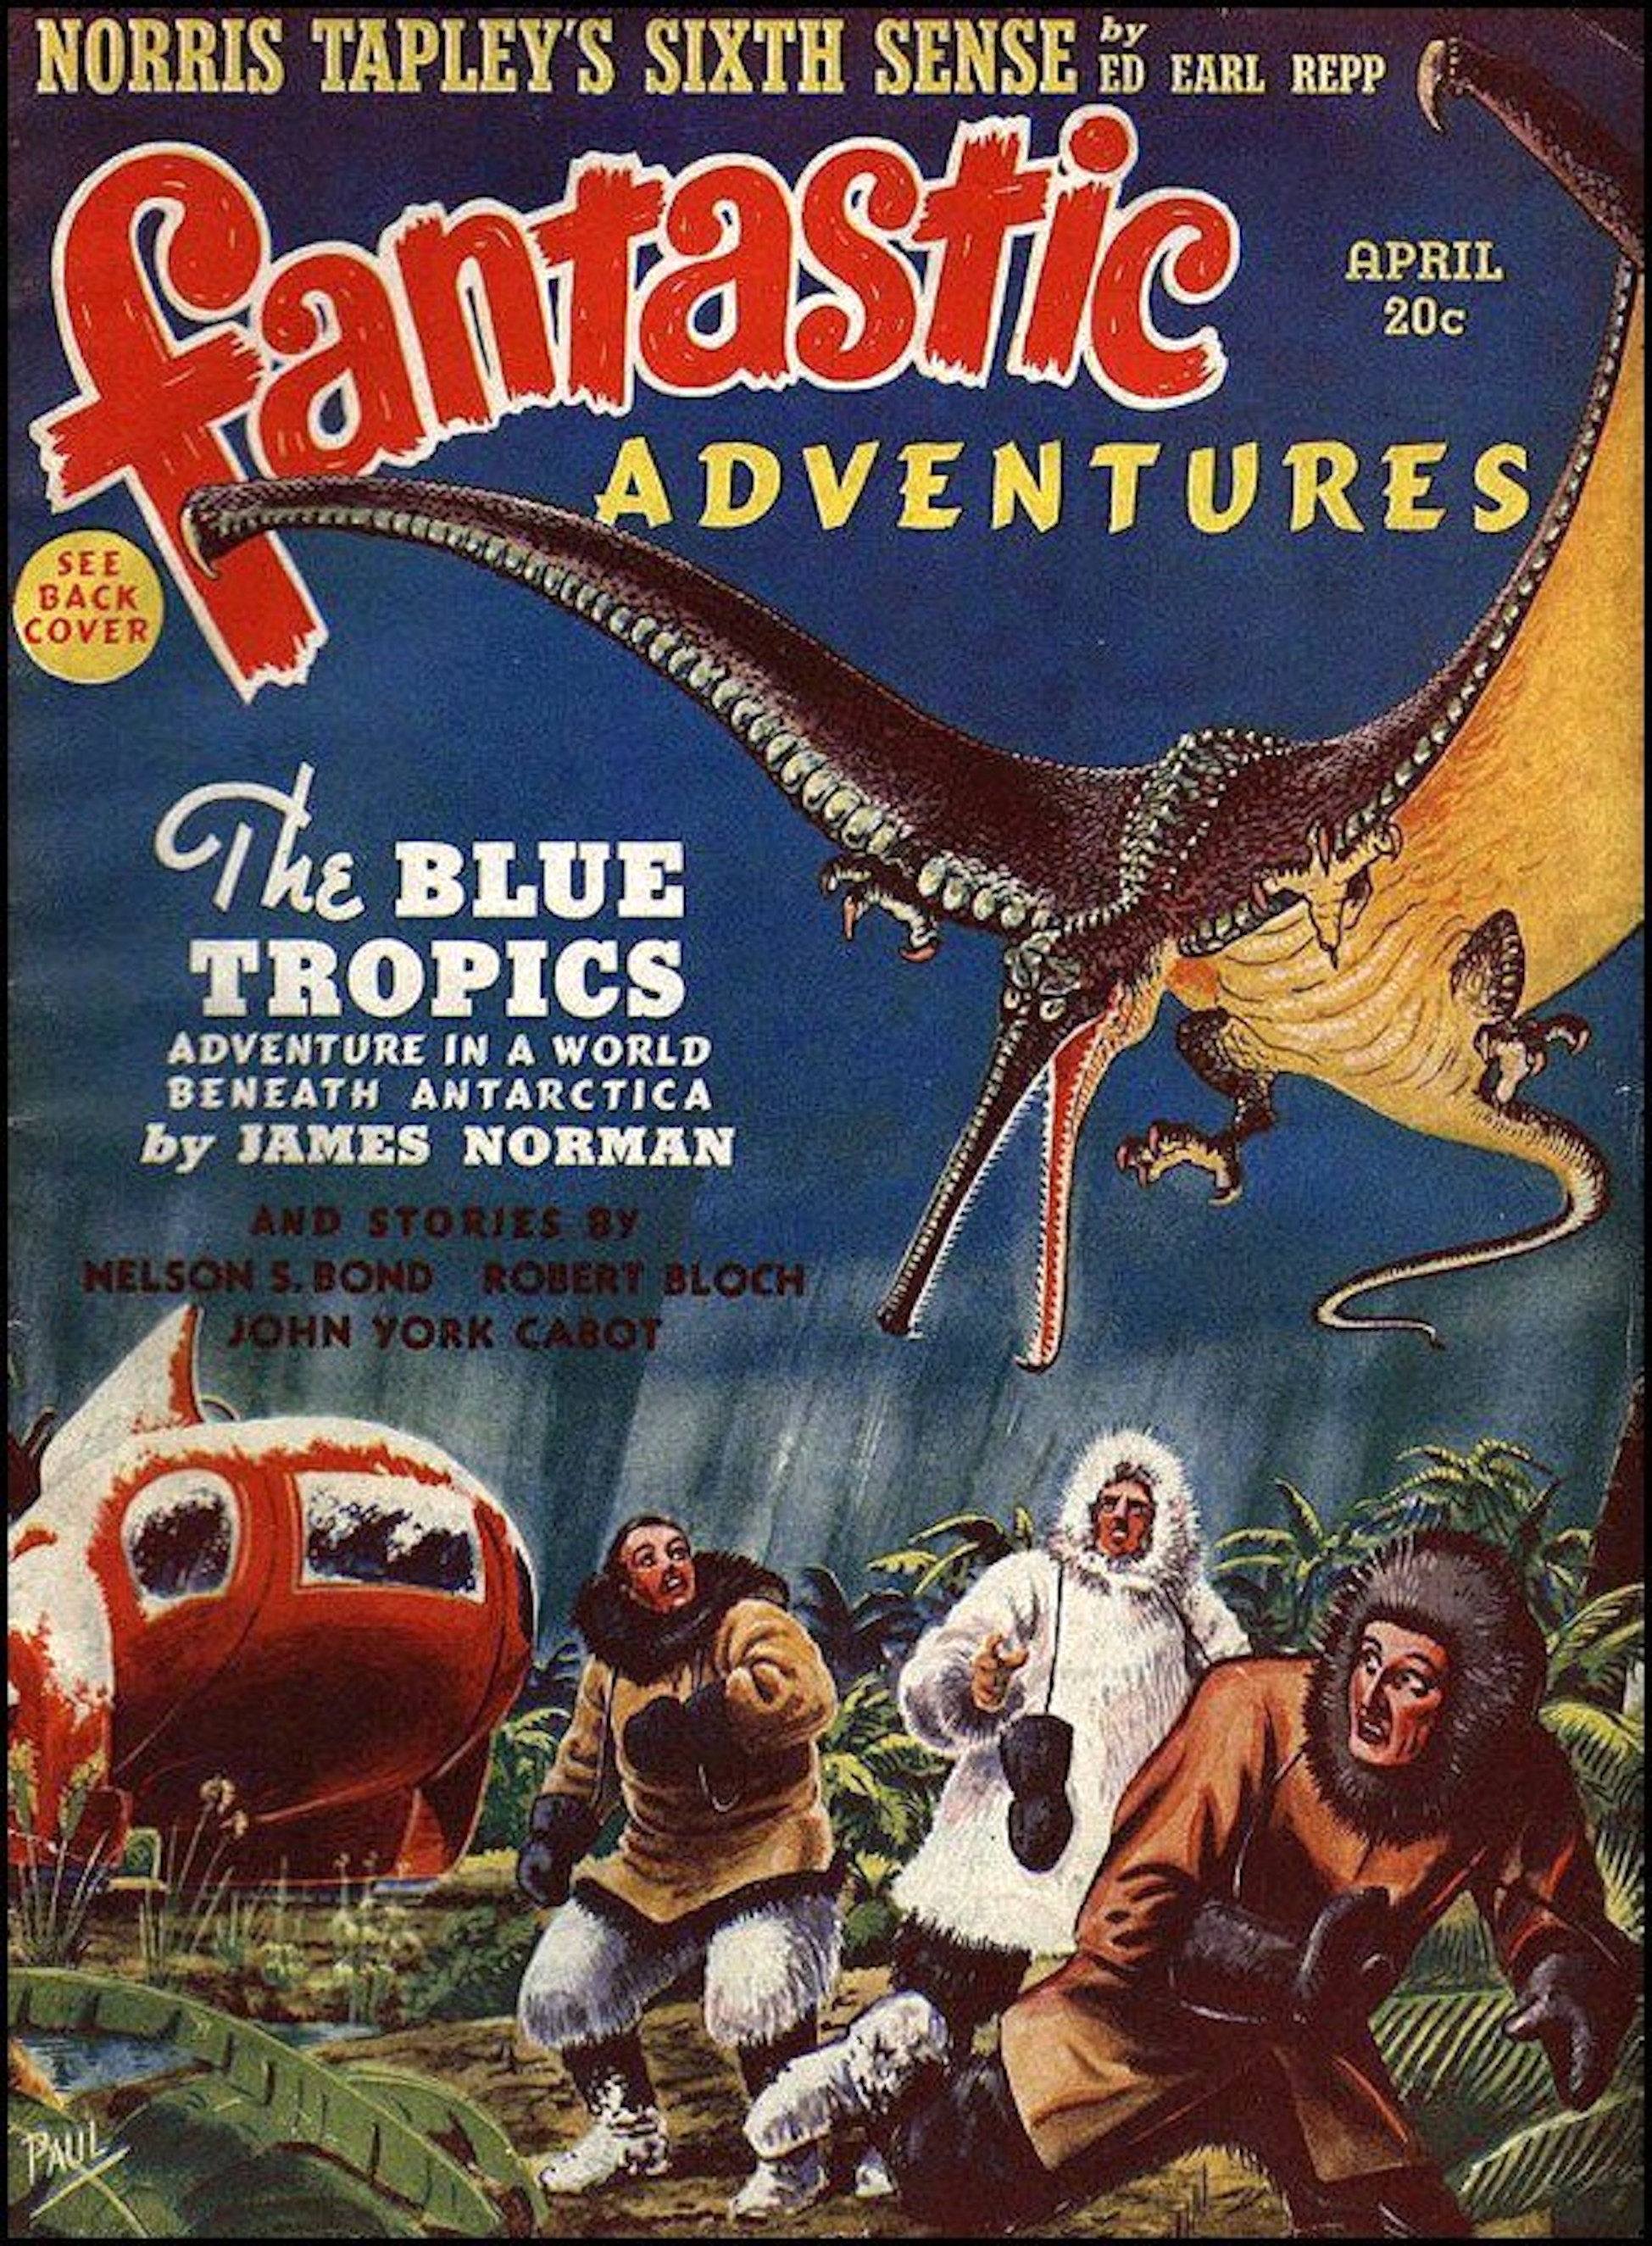 NORRIS TAPLEY'S SIXTH SENSE by ED EARL REPP
fantastic
ADVENTURES
APRIL
20c
SEE
BACK
COVER
The BLUE
TROPICS
ADVENTURE IN A WORLD
BENEATH ANTARCTICA
by JAMES NORMAN
AND STORIES BY
NELSON S. BOND ROBERT BLOCH
JOHN YORK CABOT
PAUL